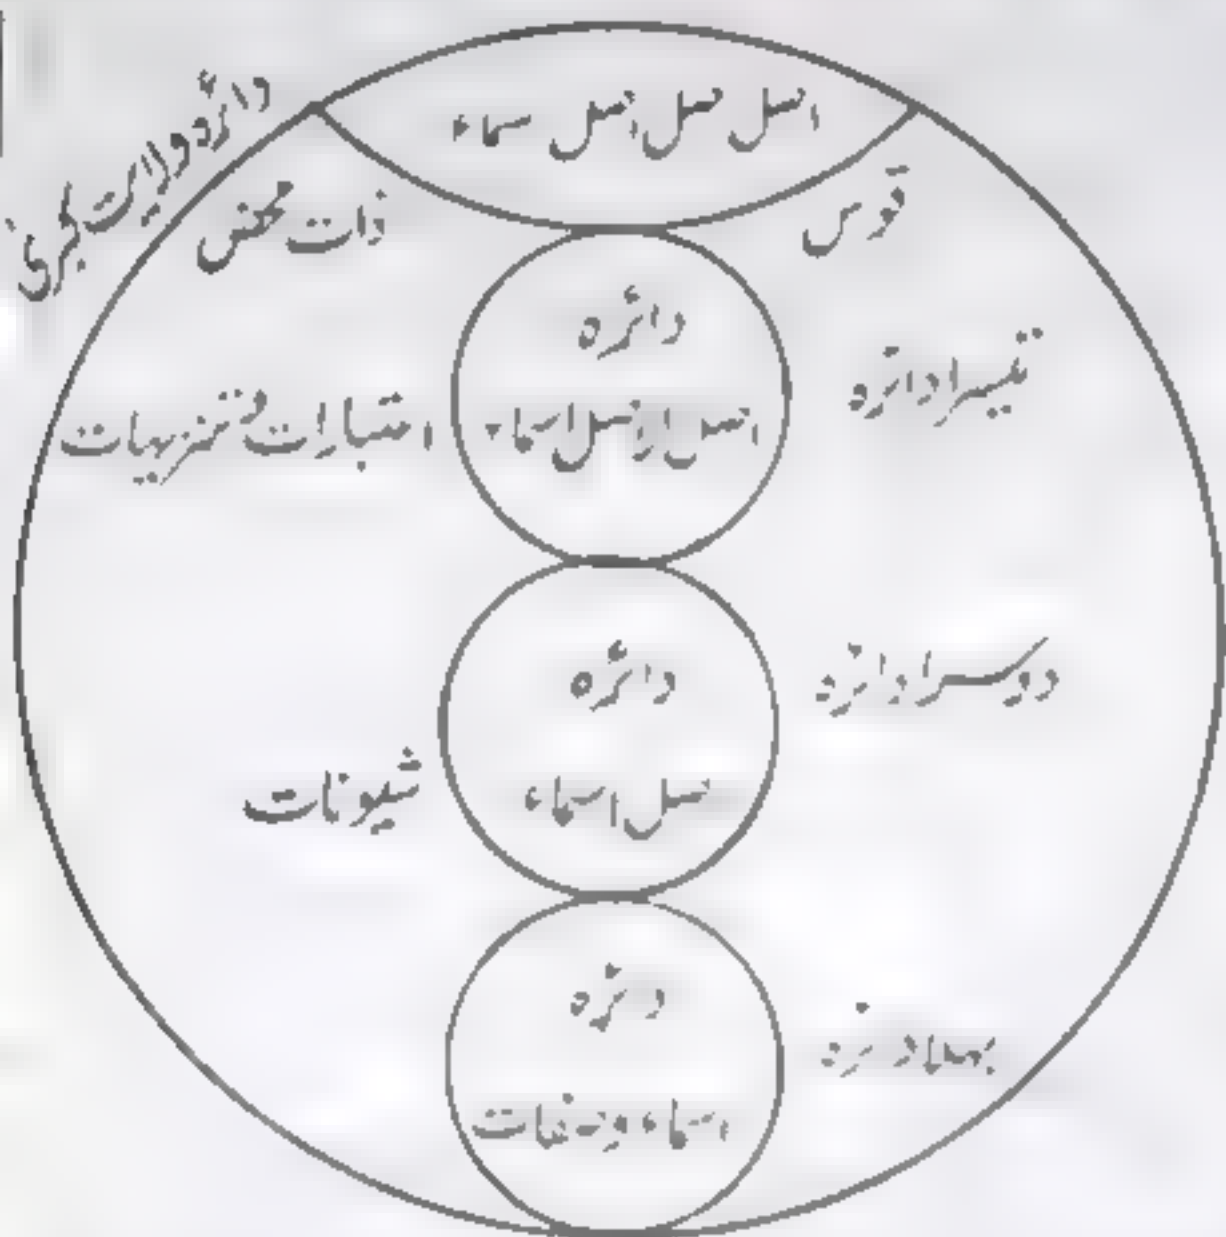 دائرہ ولایت کبریٰ
اصل اصل اصل اسماء
قوس
ذات محض
دائرہ
اصل اصل اسماء
تیسرا دائرہ
اعتبارات و تنزیہات
دائرہ
اصل اسماء
دوسرا دائرہ
شیونات
دائرہ
اسماء و صفات
پہلا دائرہ